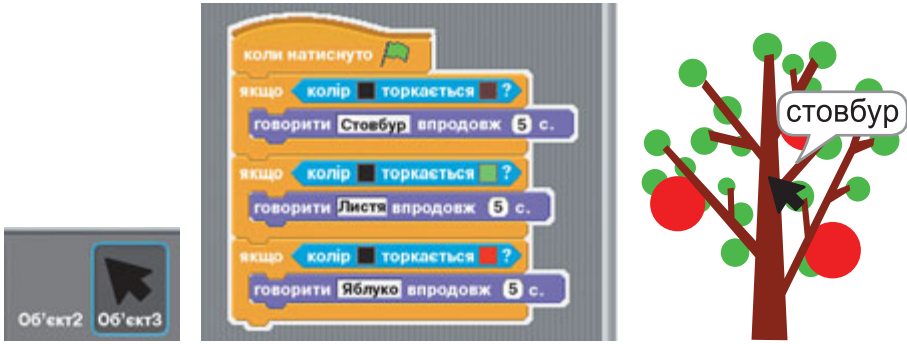 коли натиснуто
якщо колір торкається ?
говорити Стовбур впродовж 5 с.
якщо колір торкається ?
говорити Листя впродовж 5 с.
якщо колір торкається ?
говорити Яблуко впродовж 5 с.
Об'єкт2 Об'єкт3
стовбур